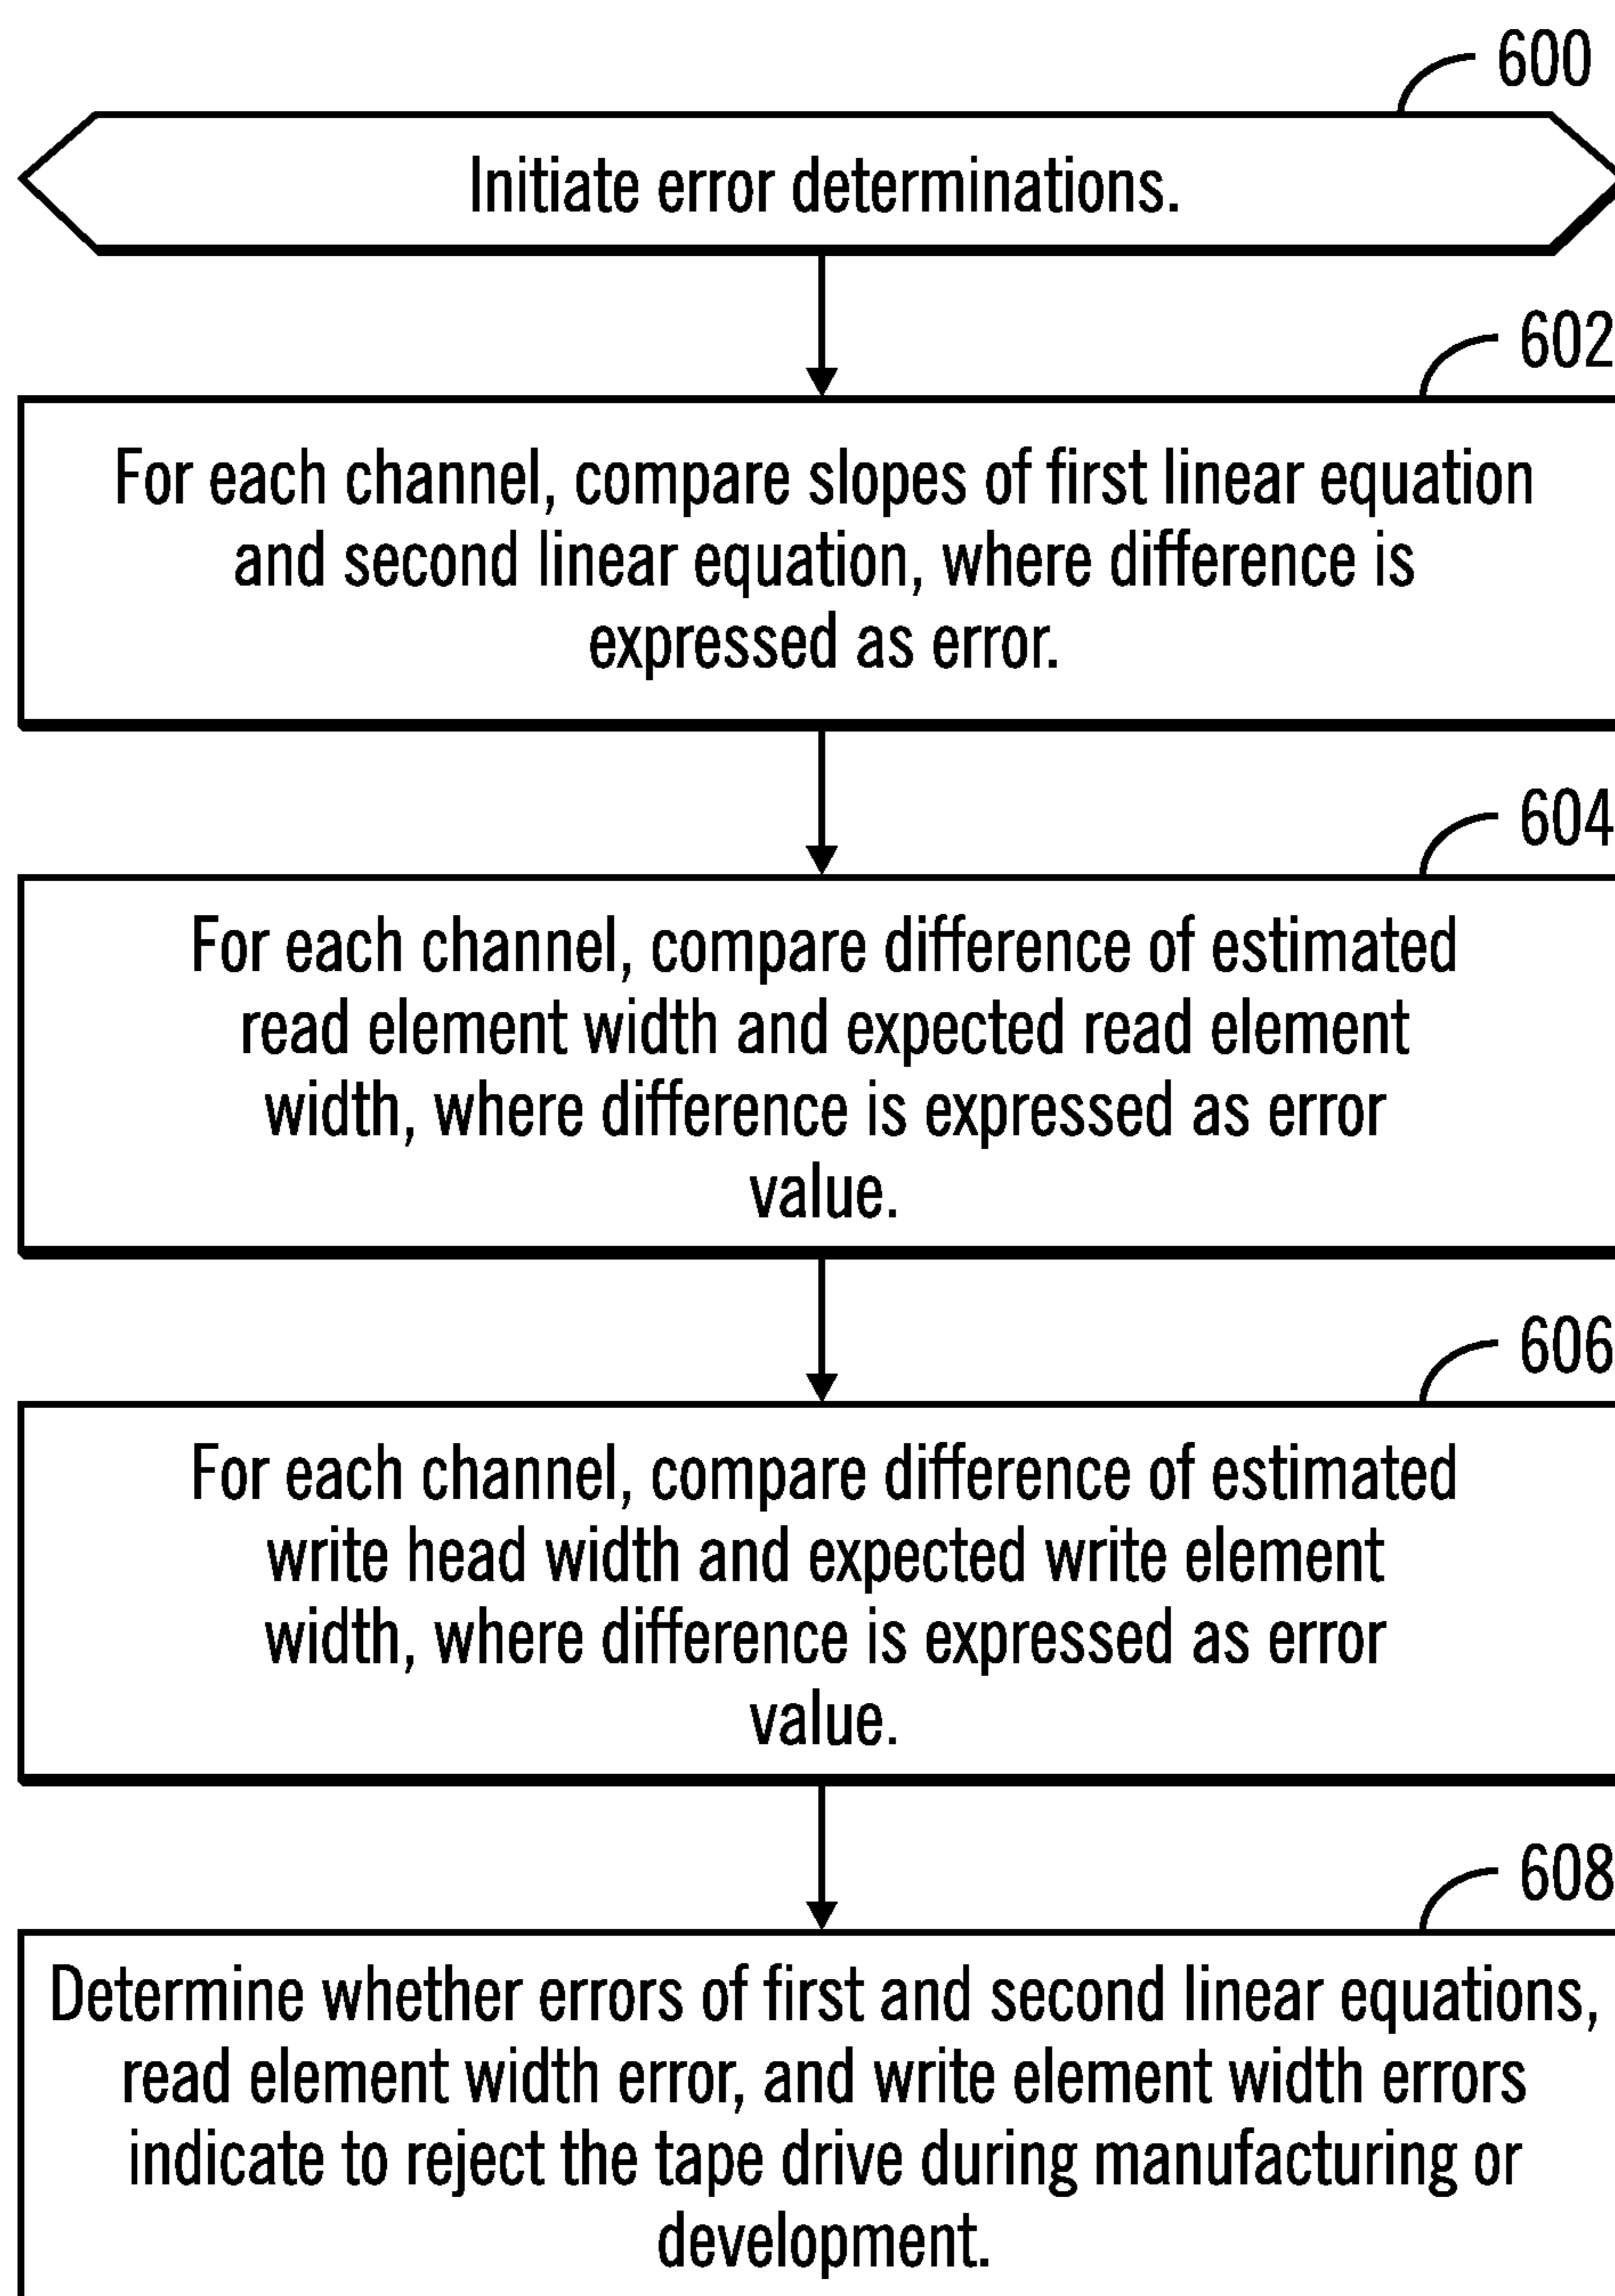 600
Initiate error determinations.
602
For each channel, compare slopes of first linear equation
and second linear equation, where difference is
expressed as error.
604
For each channel, compare difference of estimated
read element width and expected read element
width, where difference is expressed as error
value.
606
For each channel, compare difference of estimated
write head width and expected write element
width, where difference is expressed as error
value.
608
Determine whether errors of first and second linear equations,
read element width error, and write element width errors
indicate to reject the tape drive during manufacturing or
development.